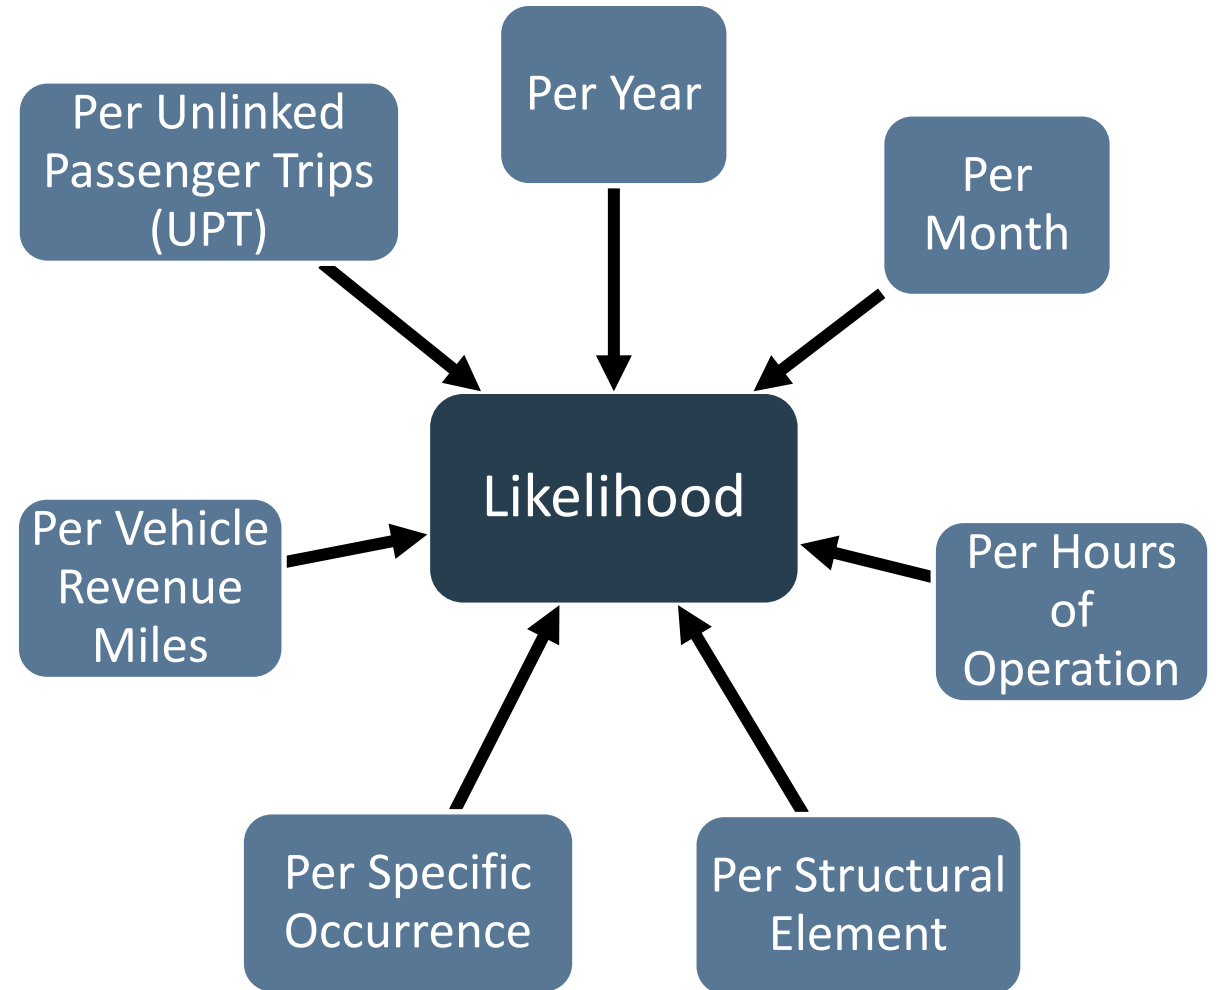 Per Year
Per Unlinked
Passenger Trips
(UPT)
Per
Month
Likelihood
Per Vehicle
Revenue
Miles
Per Hours
of
Operation
Per Specific
Occurrence
Per Structural
Element